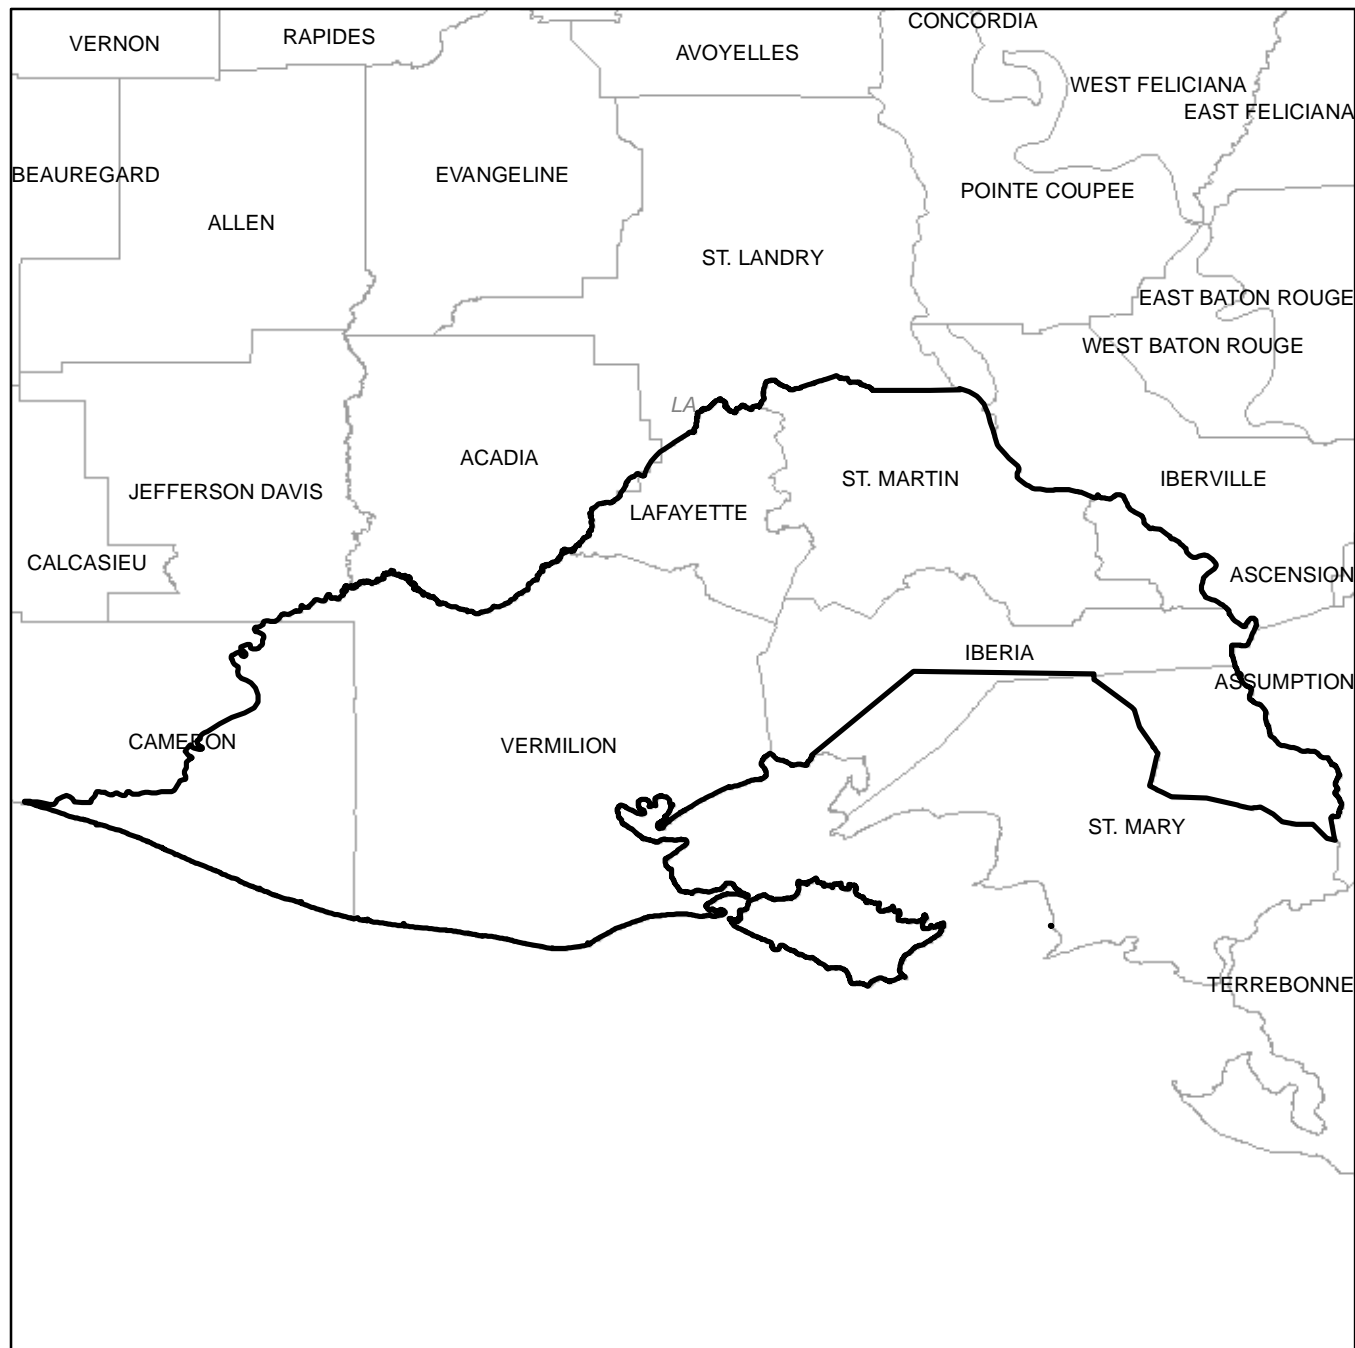 CONCORDIA
RAPIDES
VERNON
AVOYELLES
WEST FELICIANA
EAST FELICIANA
BEAUREGARD
EVANGELINE
POINTE COUPEE
ALLEN
ST. LANDRY
EAST BATON ROUGE
WEST BATON ROUGE
LA
ACADIA
ST. MARTIN
IBERVILLE
JEFFERSON DAVIS
LAFAYETTE
CALCASIEU
ASCENSION
IBERIA
ASSUMPTION
CAMERON
VERMILION
ST. MARY
TERREBONNE